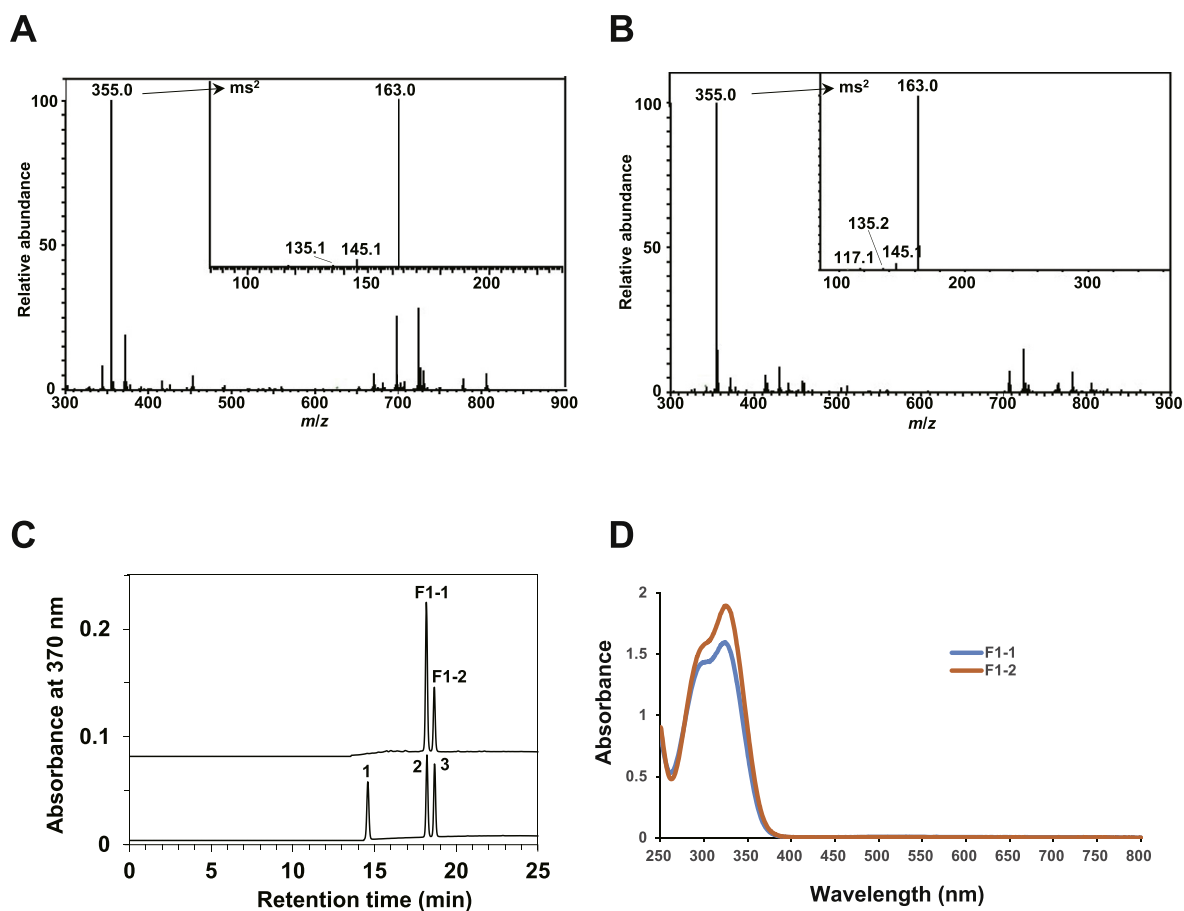 A
355.0
ms²
163.0
135.1
145.1
100
150
200
100
50
0
Relative abundance
300 400 500 600 700 800 900
m/z
B
355.0
ms²
163.0
135.2
117.1
145.1
100
200
300
100
50
0
Relative abundance
300 400 500 600 700 800 900
m/z
C
F1-1
F1-2
1
2
3
0.2
0.1
0
Absorbance at 370 nm
0 5 10 15 20 25
Retention time (min)
D
2
1.5
1
0.5
0
Absorbance
F1-1
F1-2
250 300 350 400 450 500 550 600 650 700 750 800
Wavelength (nm)